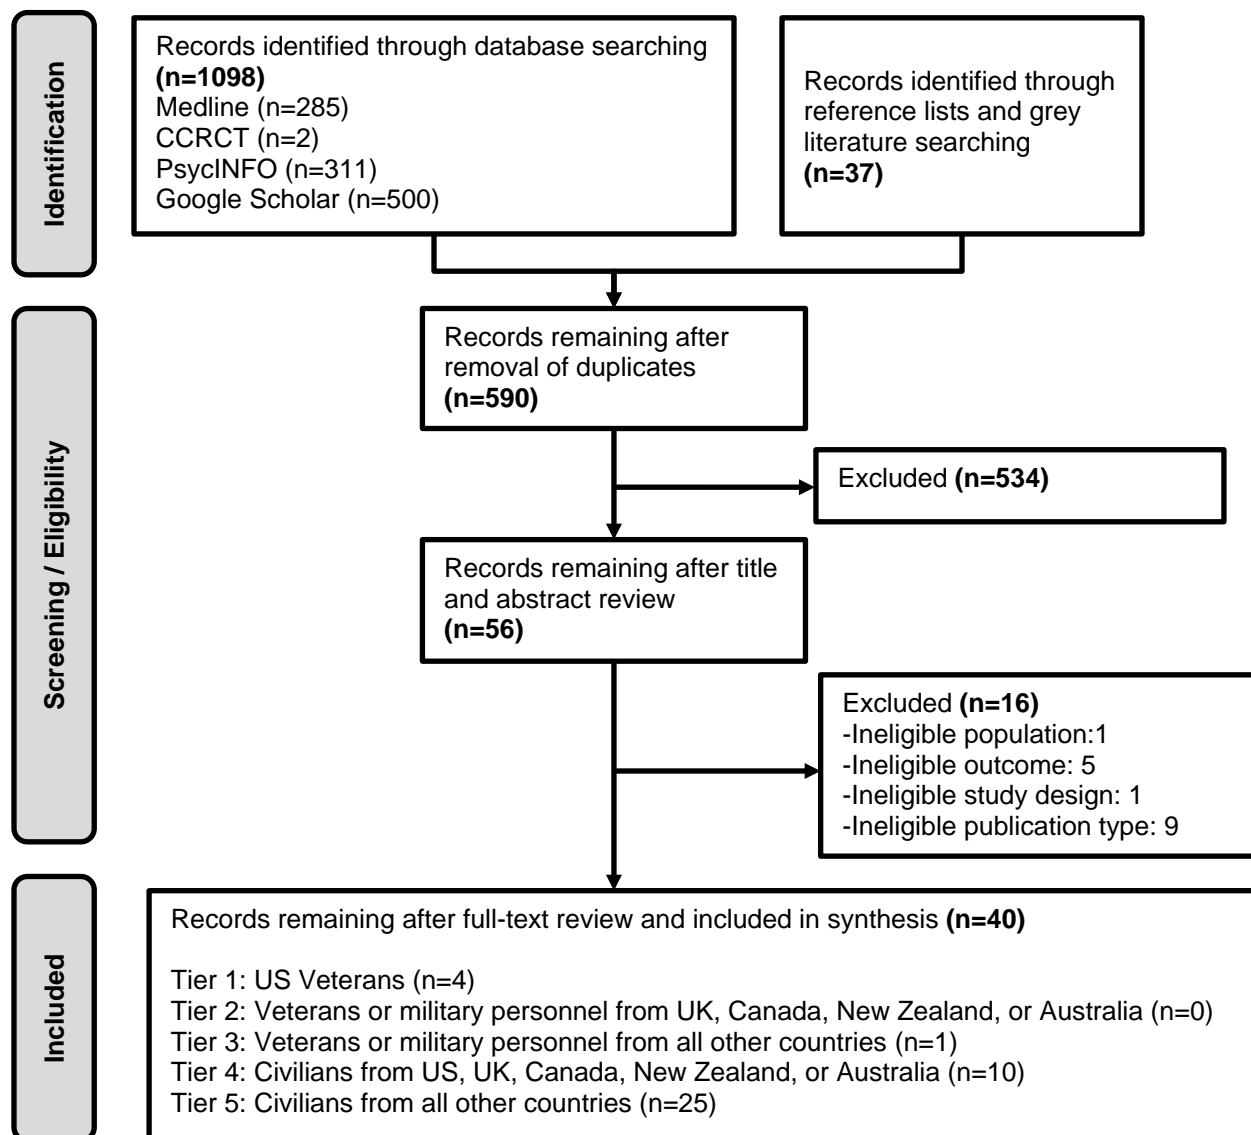 Identification
Records identified through database searching
(n=1098)
Medline (n=285)
CCRCT (n=2)
PsycINFO (n=311)
Google Scholar (n=500)
Records identified through
reference lists and grey
literature searching
(n=37)
Screening / Eligibility
Records remaining after
removal of duplicates
(n=590)
Excluded (n=534)
Records remaining after title
and abstract review
(n=56)
Excluded (n=16)
-Ineligible population:1
-Ineligible outcome: 5
-Ineligible study design: 1
-Ineligible publication type: 9
Included
Records remaining after full-text review and included in synthesis (n=40)
Tier 1: US Veterans (n=4)
Tier 2: Veterans or military personnel from UK, Canada, New Zealand, or Australia (n=0)
Tier 3: Veterans or military personnel from all other countries (n=1)
Tier 4: Civilians from US, UK, Canada, New Zealand, or Australia (n=10)
Tier 5: Civilians from all other countries (n=25)